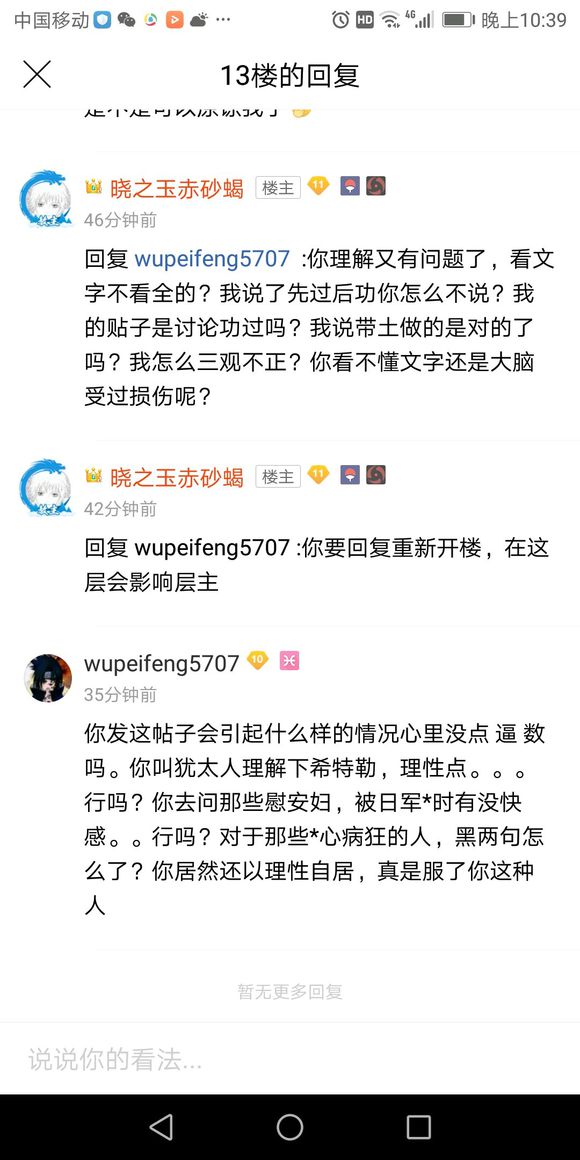 中国移动
4G
HD
晚上10:39
13楼的回复
是不是可以原谅我了
晓之玉赤砂蝎 楼主 11
46分钟前
回复 wupeifeng5707 :你理解又有问题了，看文
字不看全的？我说了先过后功你怎么不说？我
的贴子是讨论功过吗？我说带土做的是对的了
吗？我怎么三观不正？你看不懂文字还是大脑
受过损伤呢？
晓之玉赤砂蝎 楼主 11
42分钟前
回复 wupeifeng5707 :你要回复重新开楼，在这
层会影响层主
wupeifeng5707 10
35分钟前
你发这帖子会引起什么样的情况心里没点 逼 数
吗。你叫犹太人理解下希特勒，理性点。。。
行吗？你去问那些慰安妇，被日军*时有没快
感。。行吗？对于那些*心病狂的人，黑两句怎
么了？你居然还以理性自居，真是服了你这种
人
暂无更多回复
说说你的看法...